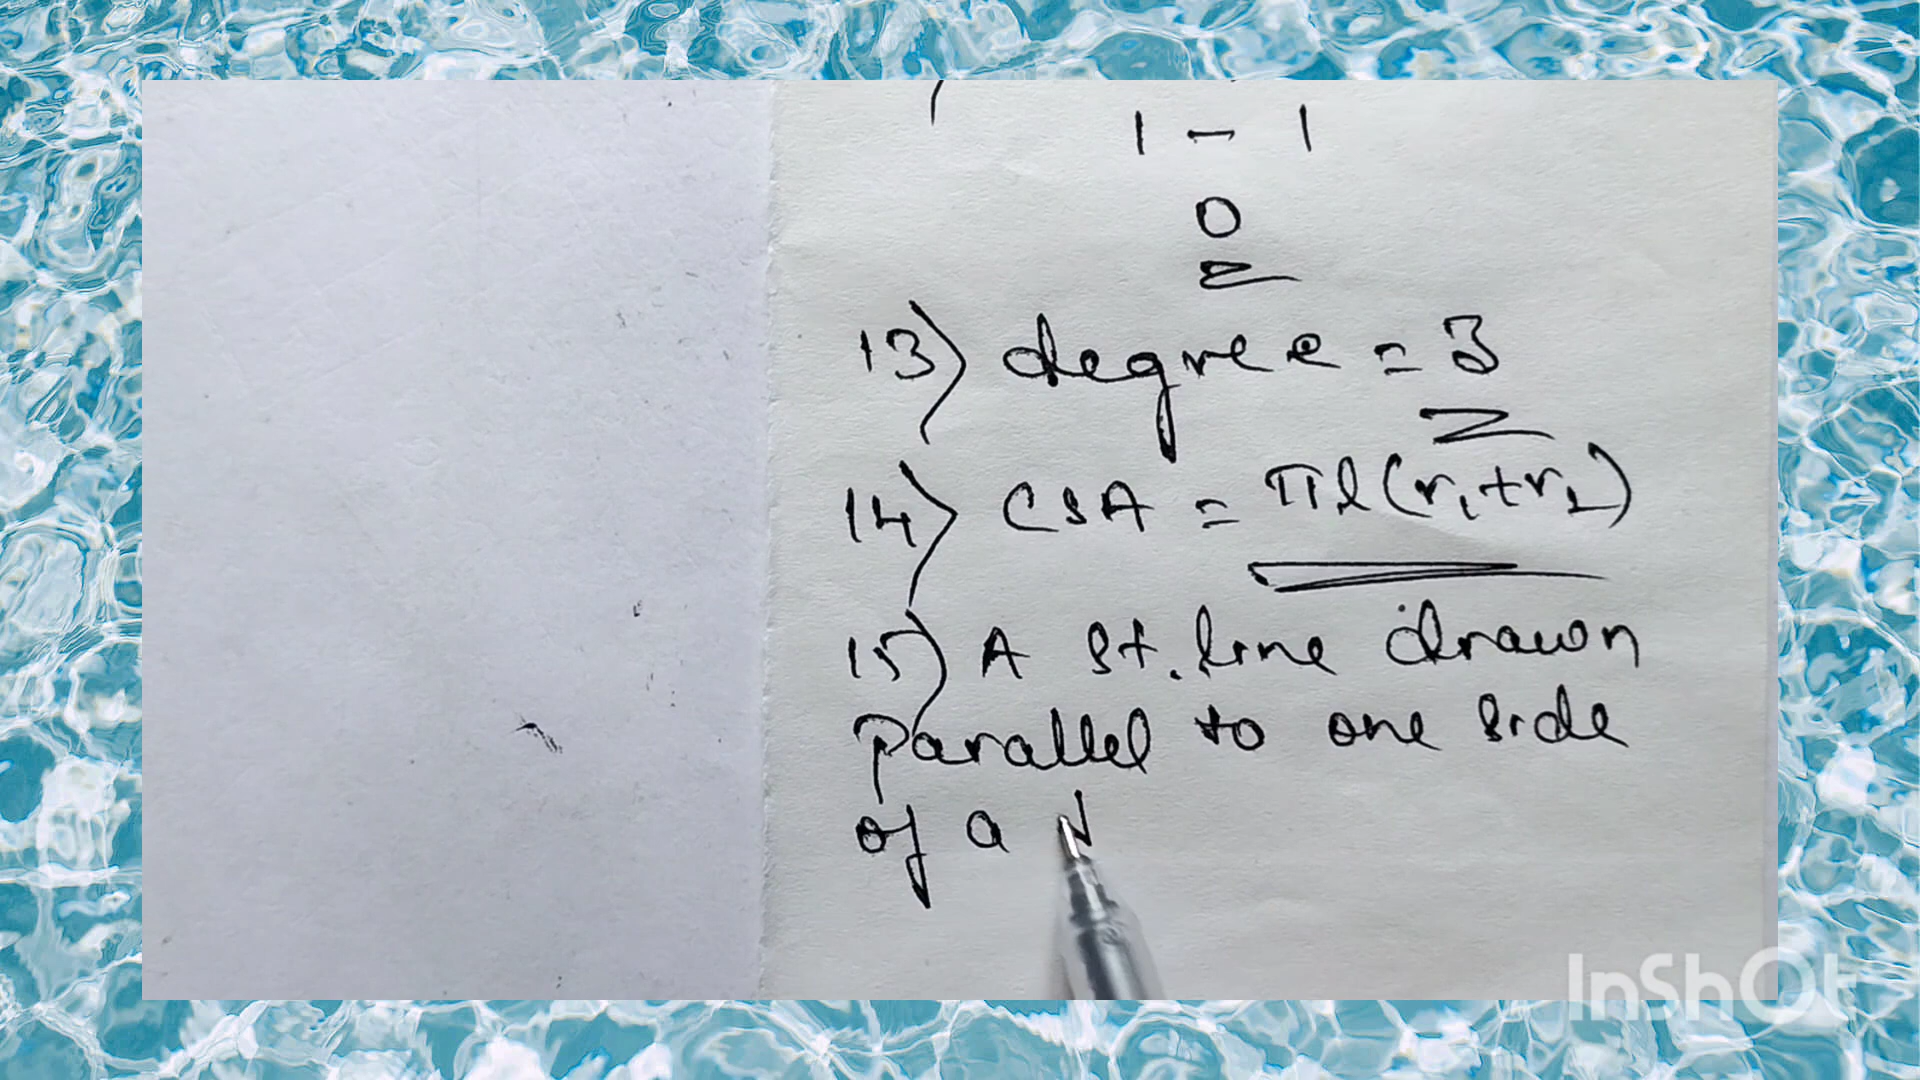 1 - 1
0
13) degree = 3
14) CSA = πl(r₁+r₂)
15) A st. line drawn
parallel to one side
of a
InShOt